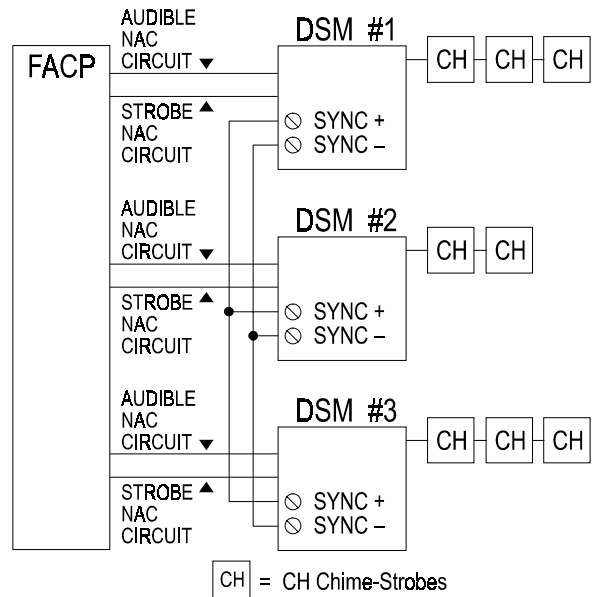 FACP
AUDIBLE
NAC
CIRCUIT ▼
STROBE ▲
NAC
CIRCUIT
DSM #1
SYNC +
SYNC –
CH CH CH
AUDIBLE
NAC
CIRCUIT ▼
STROBE ▲
NAC
CIRCUIT
DSM #2
SYNC +
SYNC –
CH CH
AUDIBLE
NAC
CIRCUIT ▼
STROBE ▲
NAC
CIRCUIT
DSM #3
SYNC +
SYNC –
CH CH CH
CH = CH Chime-Strobes